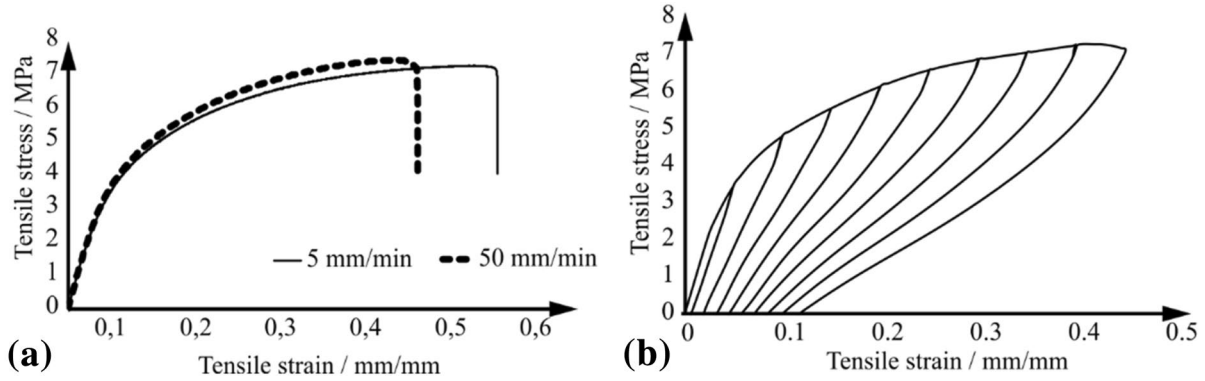 8
7
6
5
4
3
2
1
0
Tensile stress / MPa
5 mm/min
50 mm/min
0,1 0,2 0,3 0,4 0,5 0,6
Tensile strain / mm/mm
(a)
8
7
6
5
4
3
2
1
0
Tensile stress / MPa
0 0.1 0.2 0.3 0.4 0.5
Tensile strain / mm/mm
(b)